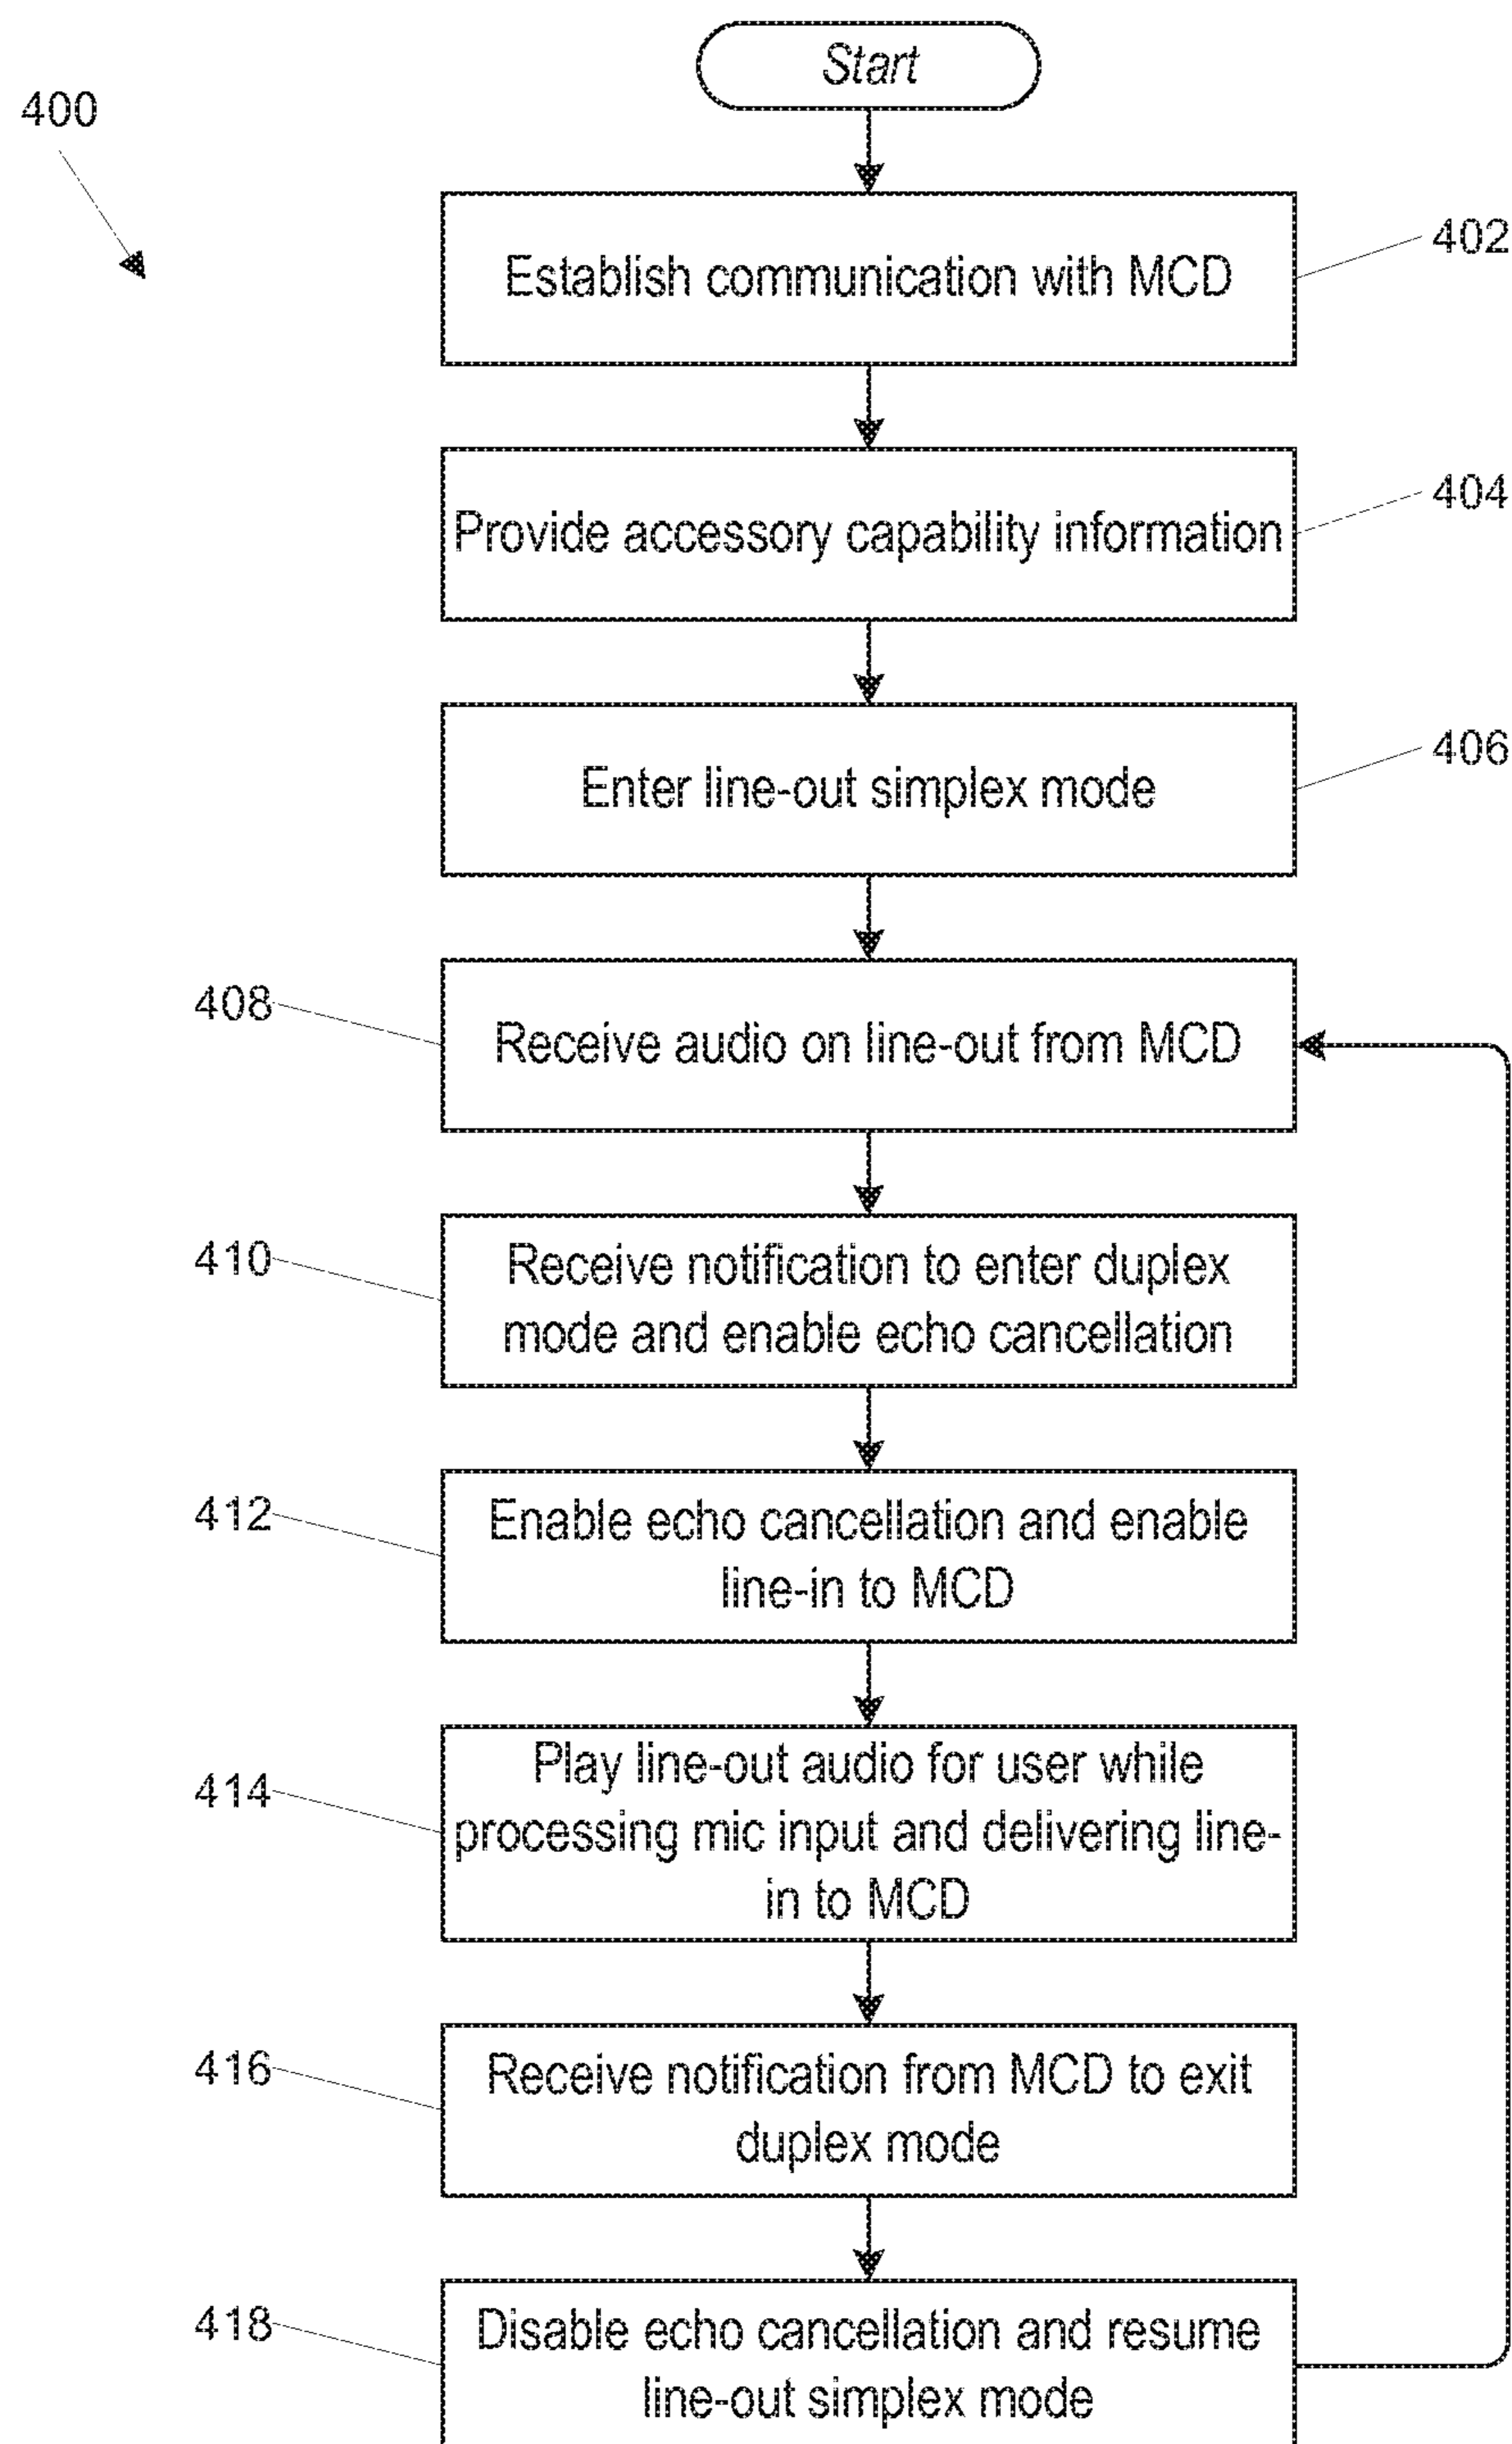 Start
400
Establish communication with MCD
402
Provide accessory capability information
404
Enter line-out simplex mode
406
408
Receive audio on line-out from MCD
410
Receive notification to enter duplex
mode and enable echo cancellation
412
Enable echo cancellation and enable
line-in to MCD
414
Play line-out audio for user while
processing mic input and delivering line-
in to MCD
416
Receive notification from MCD to exit
duplex mode
418
Disable echo cancellation and resume
line-out simplex mode